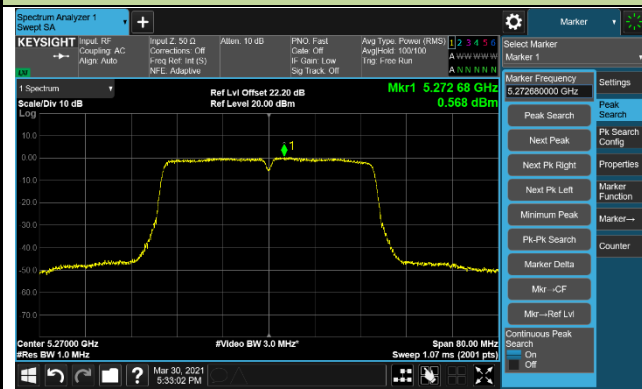 Spectrum Analyzer 1
Swept SA
Marker
KEYSIGHT
Input: RF
Coupling: AC
Align: Auto
Input Z: 50 Ω
Corrections: Off
Freq Ref: Int (S)
NFE: Adaptive
Atten: 10 dB
PNO: Fast
Gate: Off
IF Gain: Low
Sig Track: Off
Avg Type: Power (RMS)
Avg|Hold: 100/100
Trig: Free Run
1 2 3 4 5 6
A W W W W W
A N N N N N
LW
Select Marker
Marker 1
Marker Frequency
5.272680000 GHz
Peak Search
Next Peak
Next Pk Right
Next Pk Left
Minimum Peak
Pk-Pk Search
Marker Delta
Mkr→CF
Mkr→Ref Lvl
Continuous Peak
Search
On
Off
Settings
Peak
Search
Pk Search
Config
Properties
Marker
Function
Marker→
Counter
1 Spectrum
Scale/Div 10 dB
Log
Ref Lvl Offset 22.20 dB
Ref Level 20.00 dBm
Mkr1 5.272 68 GHz
0.568 dBm
1
10.0
0.00
10.0
20.0
30.0
40.0
50.0
60.0
70.0
Center 5.27000 GHz
#Res BW 1.0 MHz
#Video BW 3.0 MHz*
Span 80.00 MHz
Sweep 1.07 ms (2001 pts)
?
Mar 30, 2021
5:33:02 PM